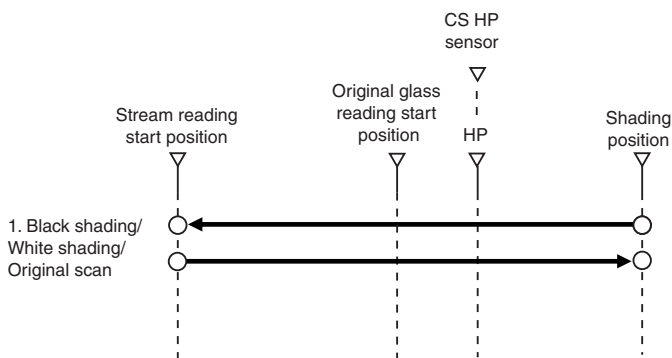 CS HP
sensor
Original glass
reading start
position
HP
Stream reading
start position
Shading
position
1. Black shading/
White shading/
Original scan